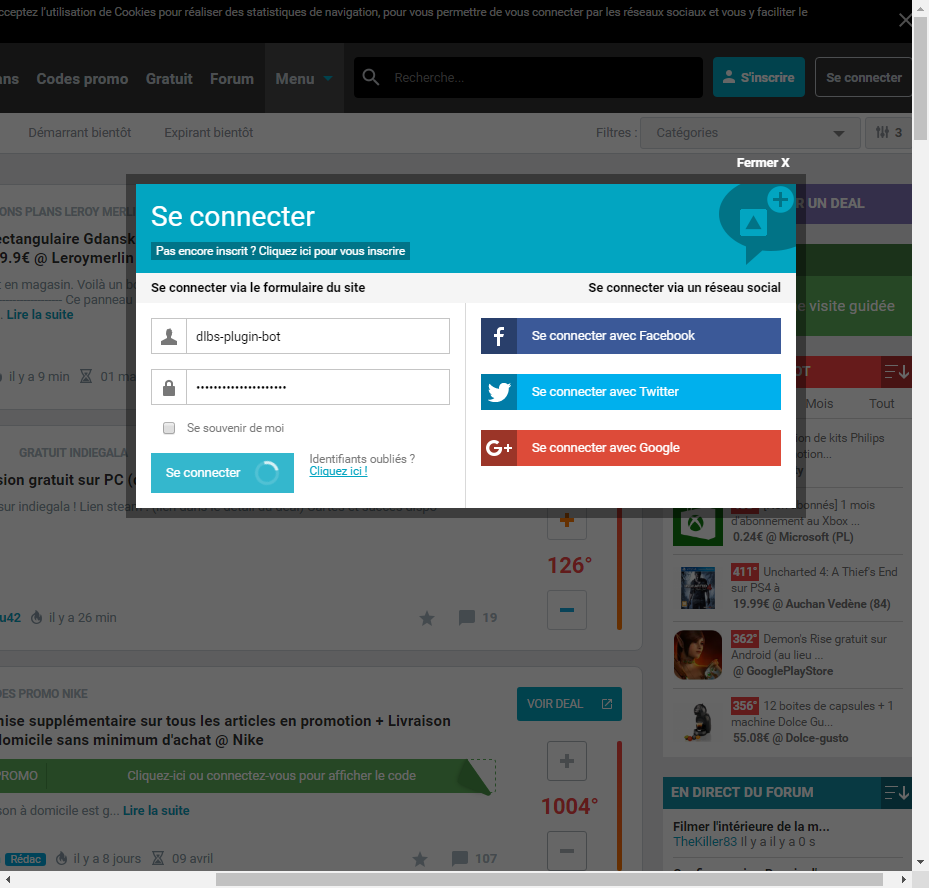 cceptez l'utilisation de Cookies pour réaliser des statistiques de navigation, pour vous permettre de vous connecter par les réseaux sociaux et vous y faciliter le
ans Codes promo Gratuit Forum Menu Recherche... S'inscrire Se connecter
Démarrant bientôt Expirant bientôt Filtres : Catégories 3
Fermer X
ONS PLANS LEROY MERLI
R UN DEAL
Se connecter
ectangulaire Gdansk
Pas encore inscrit ? Cliquez ici pour vous inscrire
9.9€ @ Leroymerlin
Se connecter via le formulaire du site Se connecter via un réseau social
en magasin. Voilà un bo
Ce panneau
. Lire la suite
e visite guidée
dlbs-plugin-bot
Se connecter avec Facebook
il y a 9 min 01 ma
OT
Se connecter avec Twitter
Mois Tout
Se souvenir de moi
GRATUIT INDIEGALA
Se connecter avec Google
on de kits Philips
otion...
Identifiants oubliés ?
Cliquez ici !
Se connecter
sion gratuit sur PC (
bonnés] 1 mois
d'abonnement au Xbox ...
0.24€ @ Microsoft (PL)
126°
411° Uncharted 4: A Thief's End
sur PS4 à
19.99€ @ Auchan Vedène (84)
u42 il y a 26 min 19
362° Demon's Rise gratuit sur
Android (au lieu ...
@ GooglePlayStore
DES PROMO NIKE
VOIR DEAL
356° 12 boites de capsules + 1
machine Dolce Gu...
55.08€ @ Dolce-gusto
nise supplémentaire sur tous les articles en promotion + Livraison
domicile sans minimum d'achat @ Nike
PROMO Cliquez-ici ou connectez-vous pour afficher le code
EN DIRECT DU FORUM
1004°
son à domicile est g... Lire la suite
Filmer l'intérieure de la m...
TheKiller83 Il y a il y a 0 s
Rédac il y a 8 jours 09 avril 107